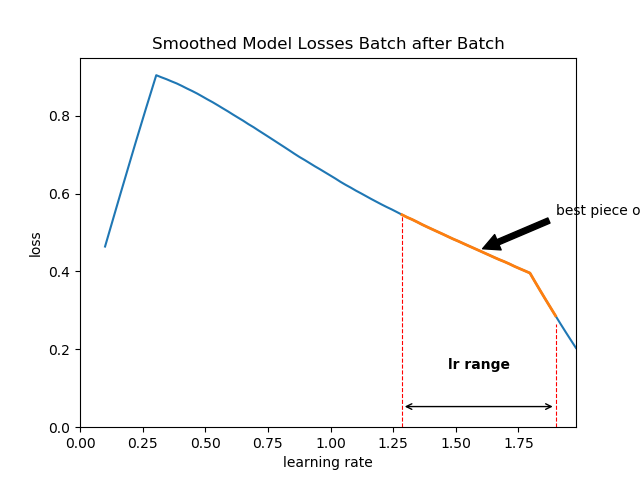 Smoothed Model Losses Batch after Batch
loss
0.8
0.6
0.4
0.2
0.0
best piece o
lr range
0.00 0.25 0.50 0.75 1.00 1.25 1.50 1.75
learning rate